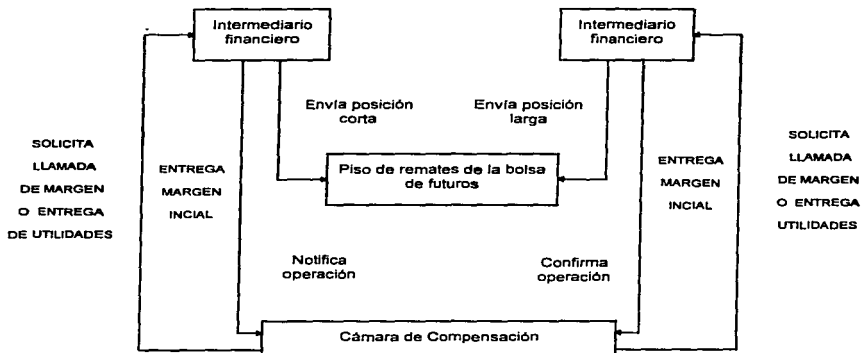 Intermediario
financiero
Intermediario
financiero
Envía posición
corta
Envía posición
larga
SOLICITA
LLAMADA
DE MARGEN
O ENTREGA
DE UTILIDADES
ENTREGA
MARGEN
INCIAL
Piso de remates de la bolsa
de futuros
ENTREGA
MARGEN
INCIAL
SOLICITA
LLAMADA
DE MARGEN
O ENTREGA
UTILIDADES
Notifica
operación
Confirma
operación
Cámara de Compensación